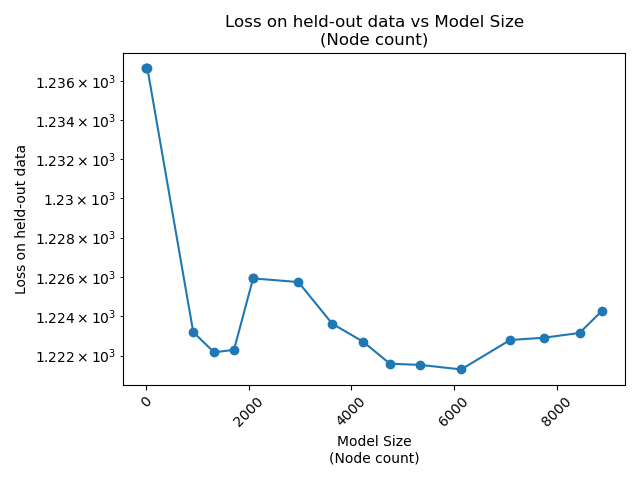 Loss on held-out data vs Model Size
(Node count)
1.236 × 10³
1.234 × 10³
1.232 × 10³
1.23 × 10³
1.228 × 10³
1.226 × 10³
1.224 × 10³
1.222 × 10³
Loss on held-out data
0
2000
4000
6000
8000
Model Size
(Node count)